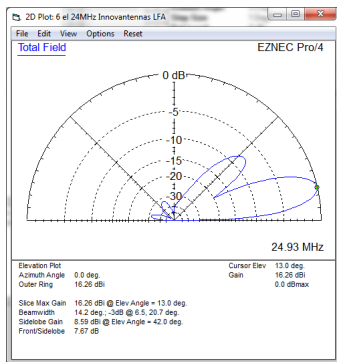 2D Plot: 6 el 24MHz Innovantennas LFA
File Edit View Options Reset
Total Field
EZNEC Pro/4
0 dB
-5
-10
-15
-20
-30
24.93 MHz
Elevation Plot
Cursor Elev 13.0 deg.
Azimuth Angle 0.0 deg.
Gain 16.26 dBi
Outer Ring 16.26 dBi
0.0 dBmax
Slice Max Gain 16.26 dBi @ Elev Angle = 13.0 deg.
Beamwidth 14.2 deg.; -3dB @ 6.5, 20.7 deg.
Sidelobe Gain 8.59 dBi @ Elev Angle = 42.0 deg.
Front/Sidelobe 7.67 dB